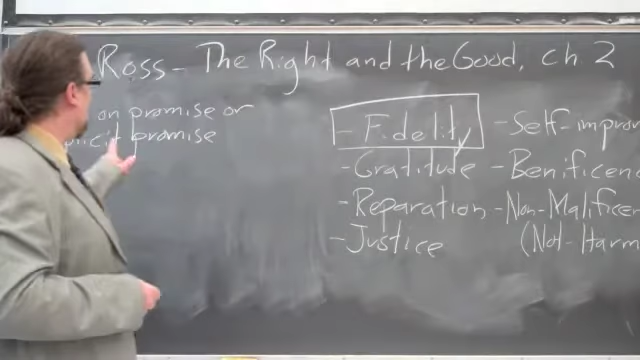 Ross - The Right and the Good, ch 2
on promise or
promise
- Fidelity
- Gratitude
- Reparation
- Justice
- Self-improv
- Benificenc
- Non-Malificen
(Not-Harm